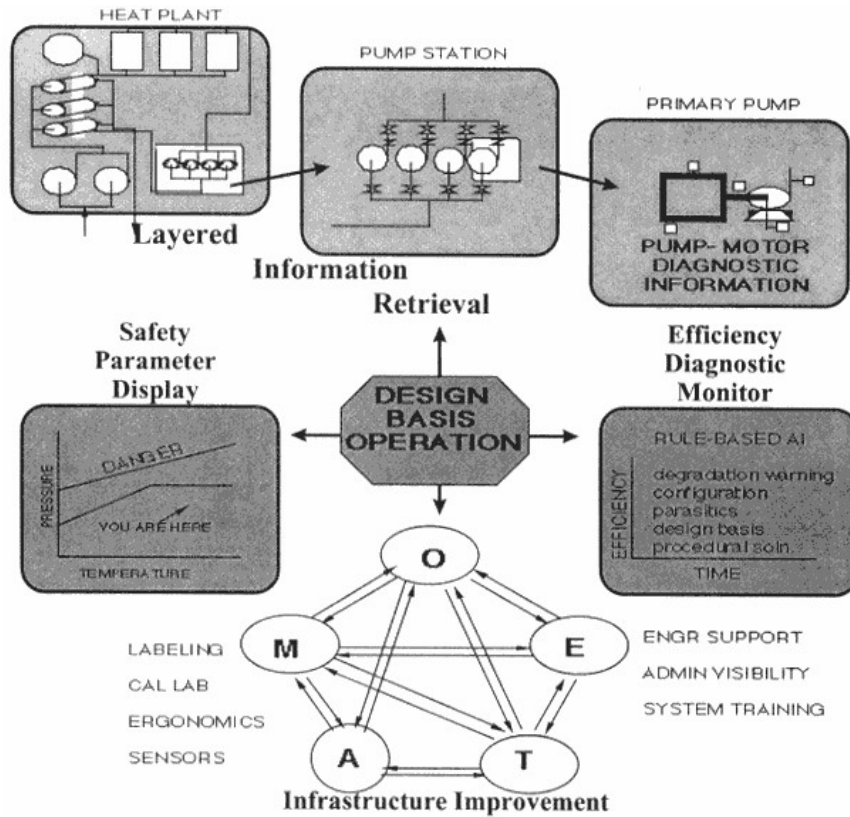 HEAT PLANT
PUMP STATION
PRIMARY PUMP
PUMP- MOTOR
DIAGNOSTIC
INFORMATION
Layered
Information
Retrieval
Safety
Parameter
Display
Efficiency
Diagnostic
Monitor
DESIGN
BASIS
OPERATION
PRESSURE
DANGER
YOU ARE HERE
TEMPERATURE
RULE-BASED AI
EFFICIENCY
degradation warning
configuration
parasitics
design basis
procedural soln.
TIME
O
M
E
A
T
LABELING
CAL LAB
ERGONOMICS
SENSORS
ENGR SUPPORT
ADMIN VISIBILITY
SYSTEM TRAINING
Infrastructure Improvement